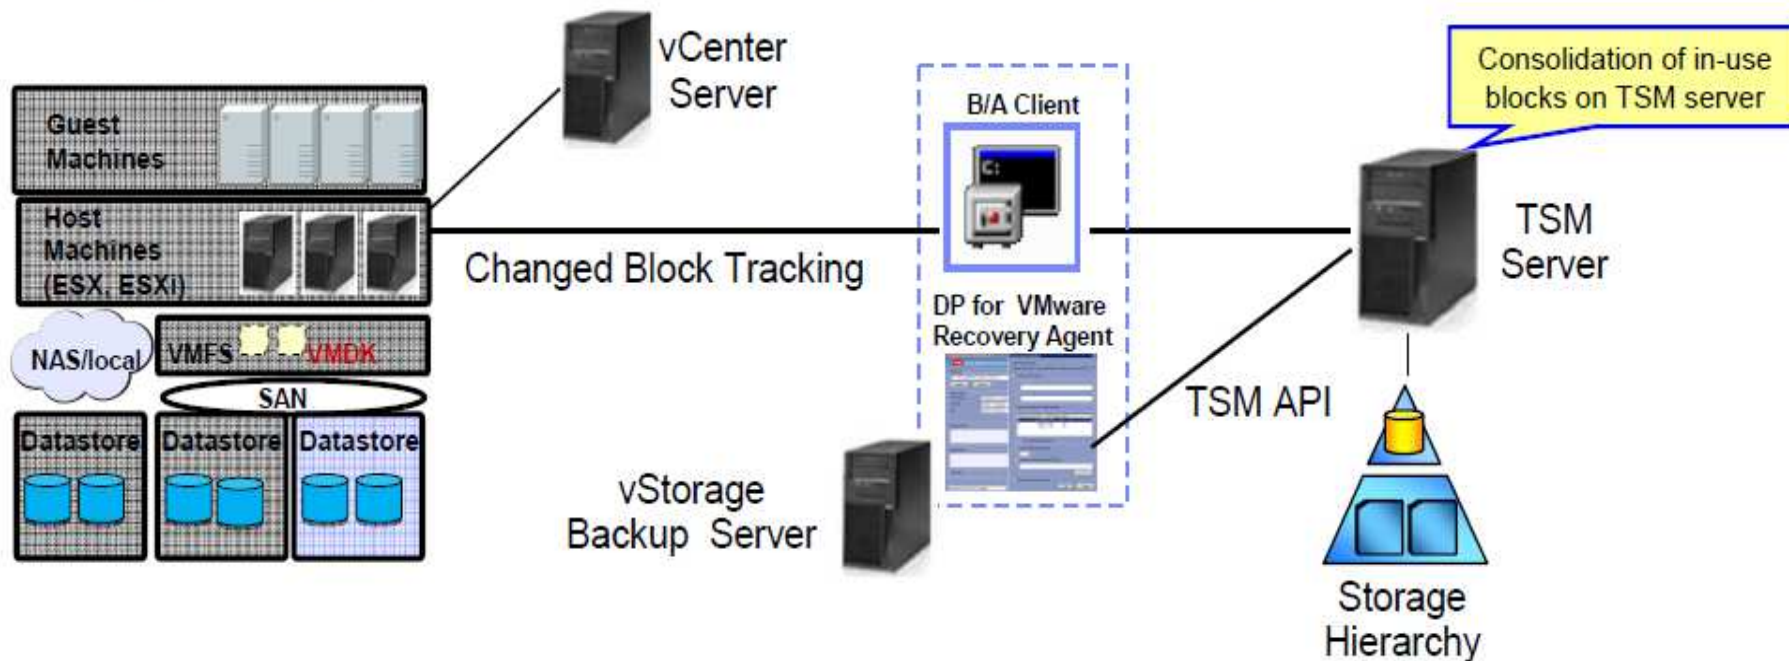 vCenter
Server
Consolidation of in-use
blocks on TSM server
Guest
Machines
Host
Machines
(ESX, ESXi)
NAS/local
VMFS
VMDK
SAN
Datastore
Datastore
Datastore
Changed Block Tracking
B/A Client
C:
DP for VMware
Recovery Agent
vStorage
Backup Server
TSM API
TSM
Server
Storage
Hierarchy